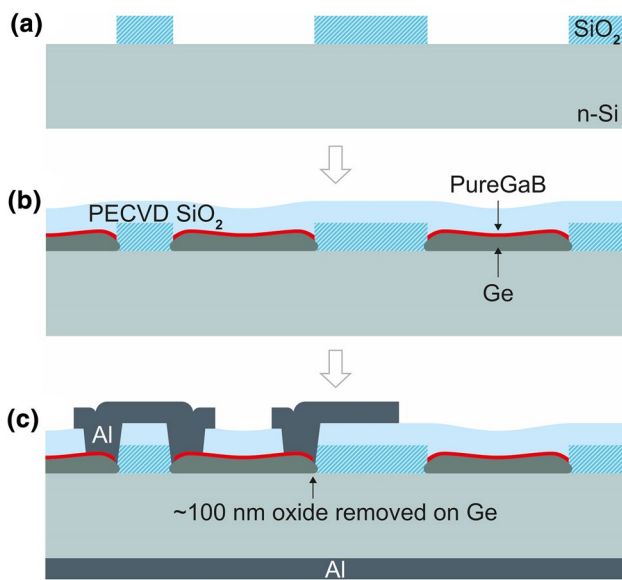 (a)
SiO₂
n-Si
(b)
PECVD SiO₂
PureGaB
Ge
(c)
Al
~100 nm oxide removed on Ge
Al